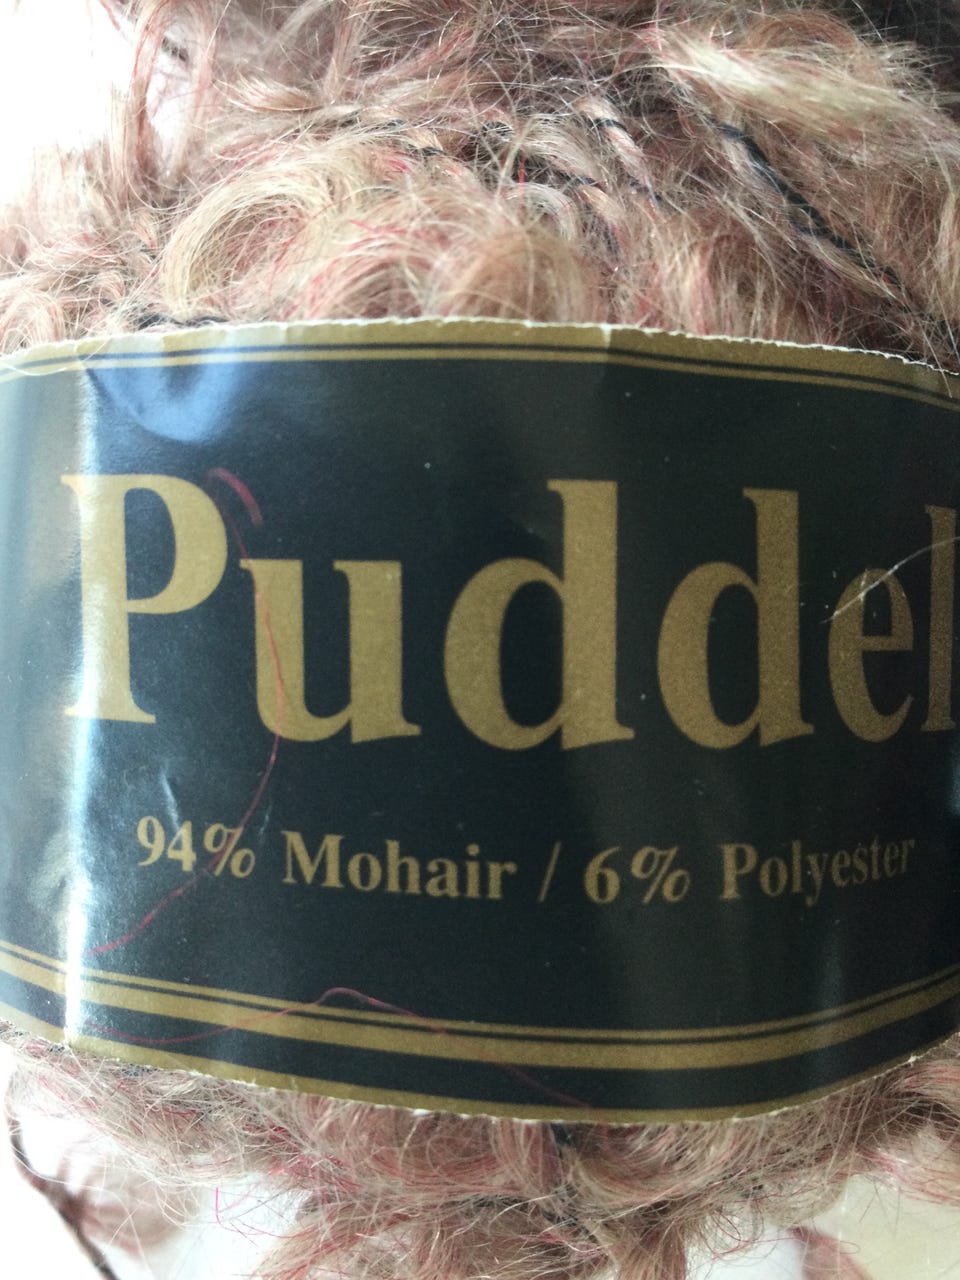 Puddel
94% Mohair / 6% Polyester